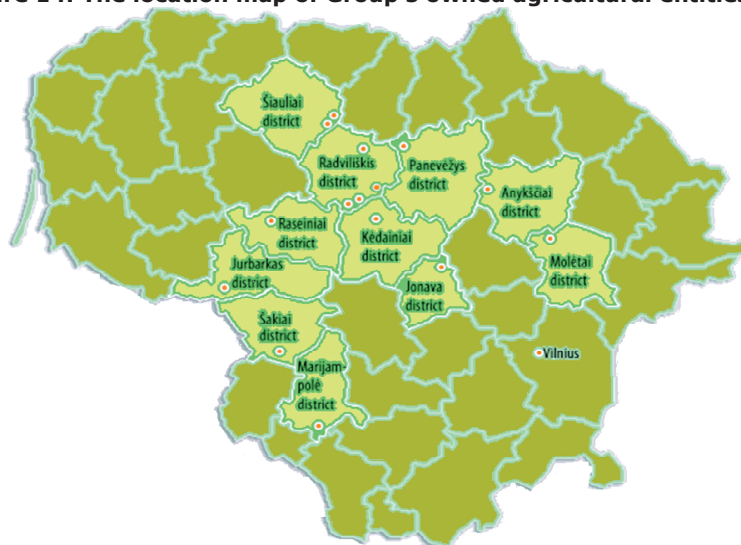 The location map of Group's owned agricultural entities
Šiauliai
district
Radviliškis
district
Panevėžys
district
Anykščiai
district
Raseiniai
district
Kėdainiai
district
Molėtai
district
Jurbarkas
district
Jonava
district
Šakiai
district
Vilnius
Marijam-
polė
district